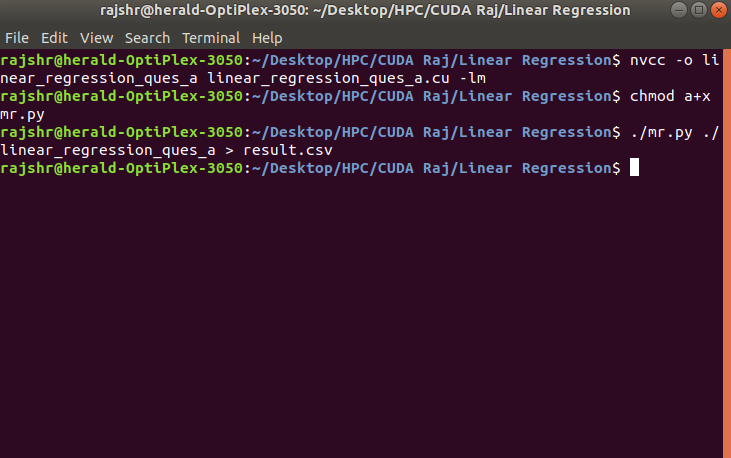 rajshr@herald-OptiPlex-3050: ~/Desktop/HPC/CUDA Raj/Linear Regression
File Edit View Search Terminal Help
rajshr@herald-OptiPlex-3050:~/Desktop/HPC/CUDA Raj/Linear Regression$ nvcc -o li
near_regression_ques_a linear_regression_ques_a.cu -lm
rajshr@herald-OptiPlex-3050:~/Desktop/HPC/CUDA Raj/Linear Regression$ chmod a+x
mr.py
rajshr@herald-OptiPlex-3050:~/Desktop/HPC/CUDA Raj/Linear Regression$ ./mr.py ./
linear_regression_ques_a > result.csv
rajshr@herald-OptiPlex-3050:~/Desktop/HPC/CUDA Raj/Linear Regression$